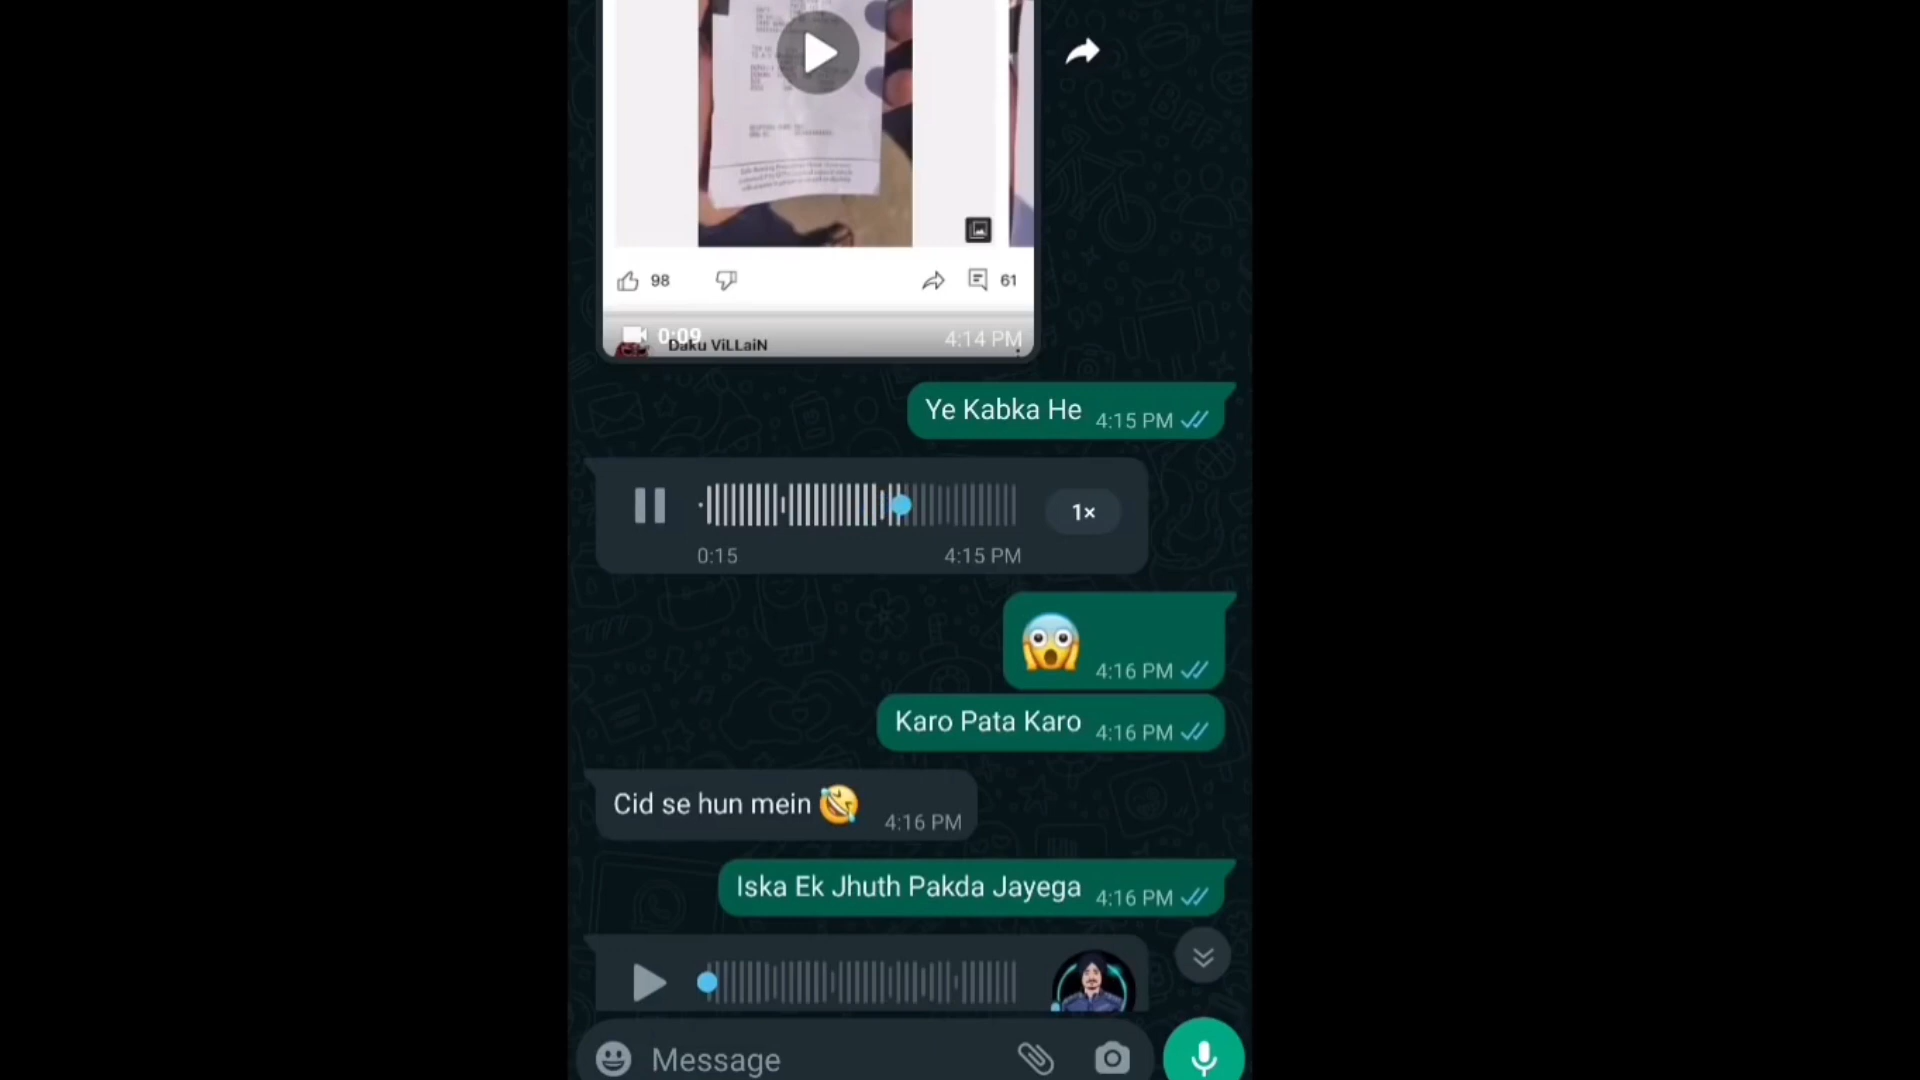 98
61
0:09
Daku ViLLaiN
4:14 PM
Ye Kabka He 4:15 PM
1×
0:15 4:15 PM
4:16 PM
Karo Pata Karo 4:16 PM
Cid se hun mein 🤣 4:16 PM
Iska Ek Jhuth Pakda Jayega 4:16 PM
Message